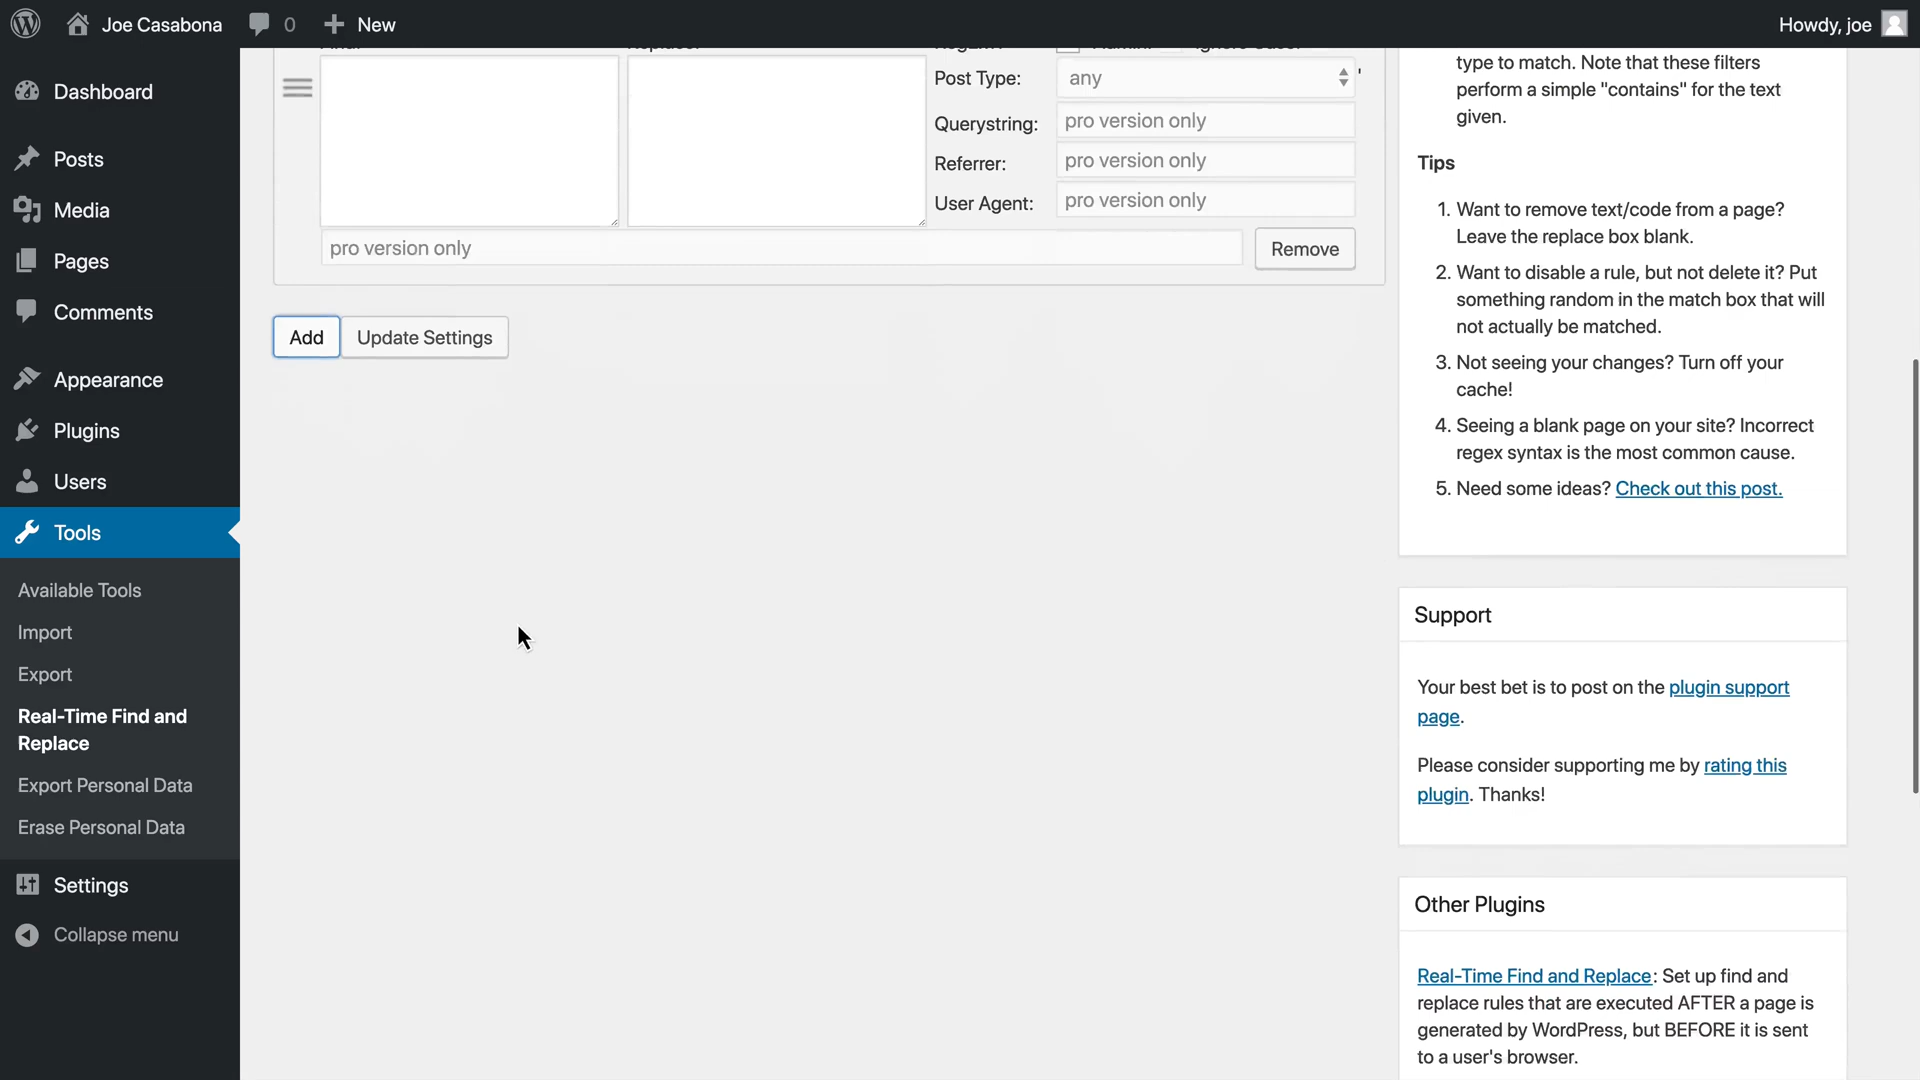 Joe Casabona
0
New
Howdy, joe
Dashboard
Posts
Media
Pages
Comments
Appearance
Plugins
Users
Tools
Available Tools
Import
Export
Real-Time Find and
Replace
Export Personal Data
Erase Personal Data
Settings
Collapse menu
Post Type:
any
'
Querystring:
pro version only
Referrer:
pro version only
User Agent:
pro version only
pro version only
Remove
Add
Update Settings
type to match. Note that these filters
perform a simple "contains" for the text
given.
Tips
1. Want to remove text/code from a page?
Leave the replace box blank.
2. Want to disable a rule, but not delete it? Put
something random in the match box that will
not actually be matched.
3. Not seeing your changes? Turn off your
cache!
4. Seeing a blank page on your site? Incorrect
regex syntax is the most common cause.
5. Need some ideas? Check out this post.
Support
Your best bet is to post on the plugin support
page.
Please consider supporting me by rating this
plugin. Thanks!
Other Plugins
Real-Time Find and Replace: Set up find and
replace rules that are executed AFTER a page is
generated by WordPress, but BEFORE it is sent
to a user's browser.